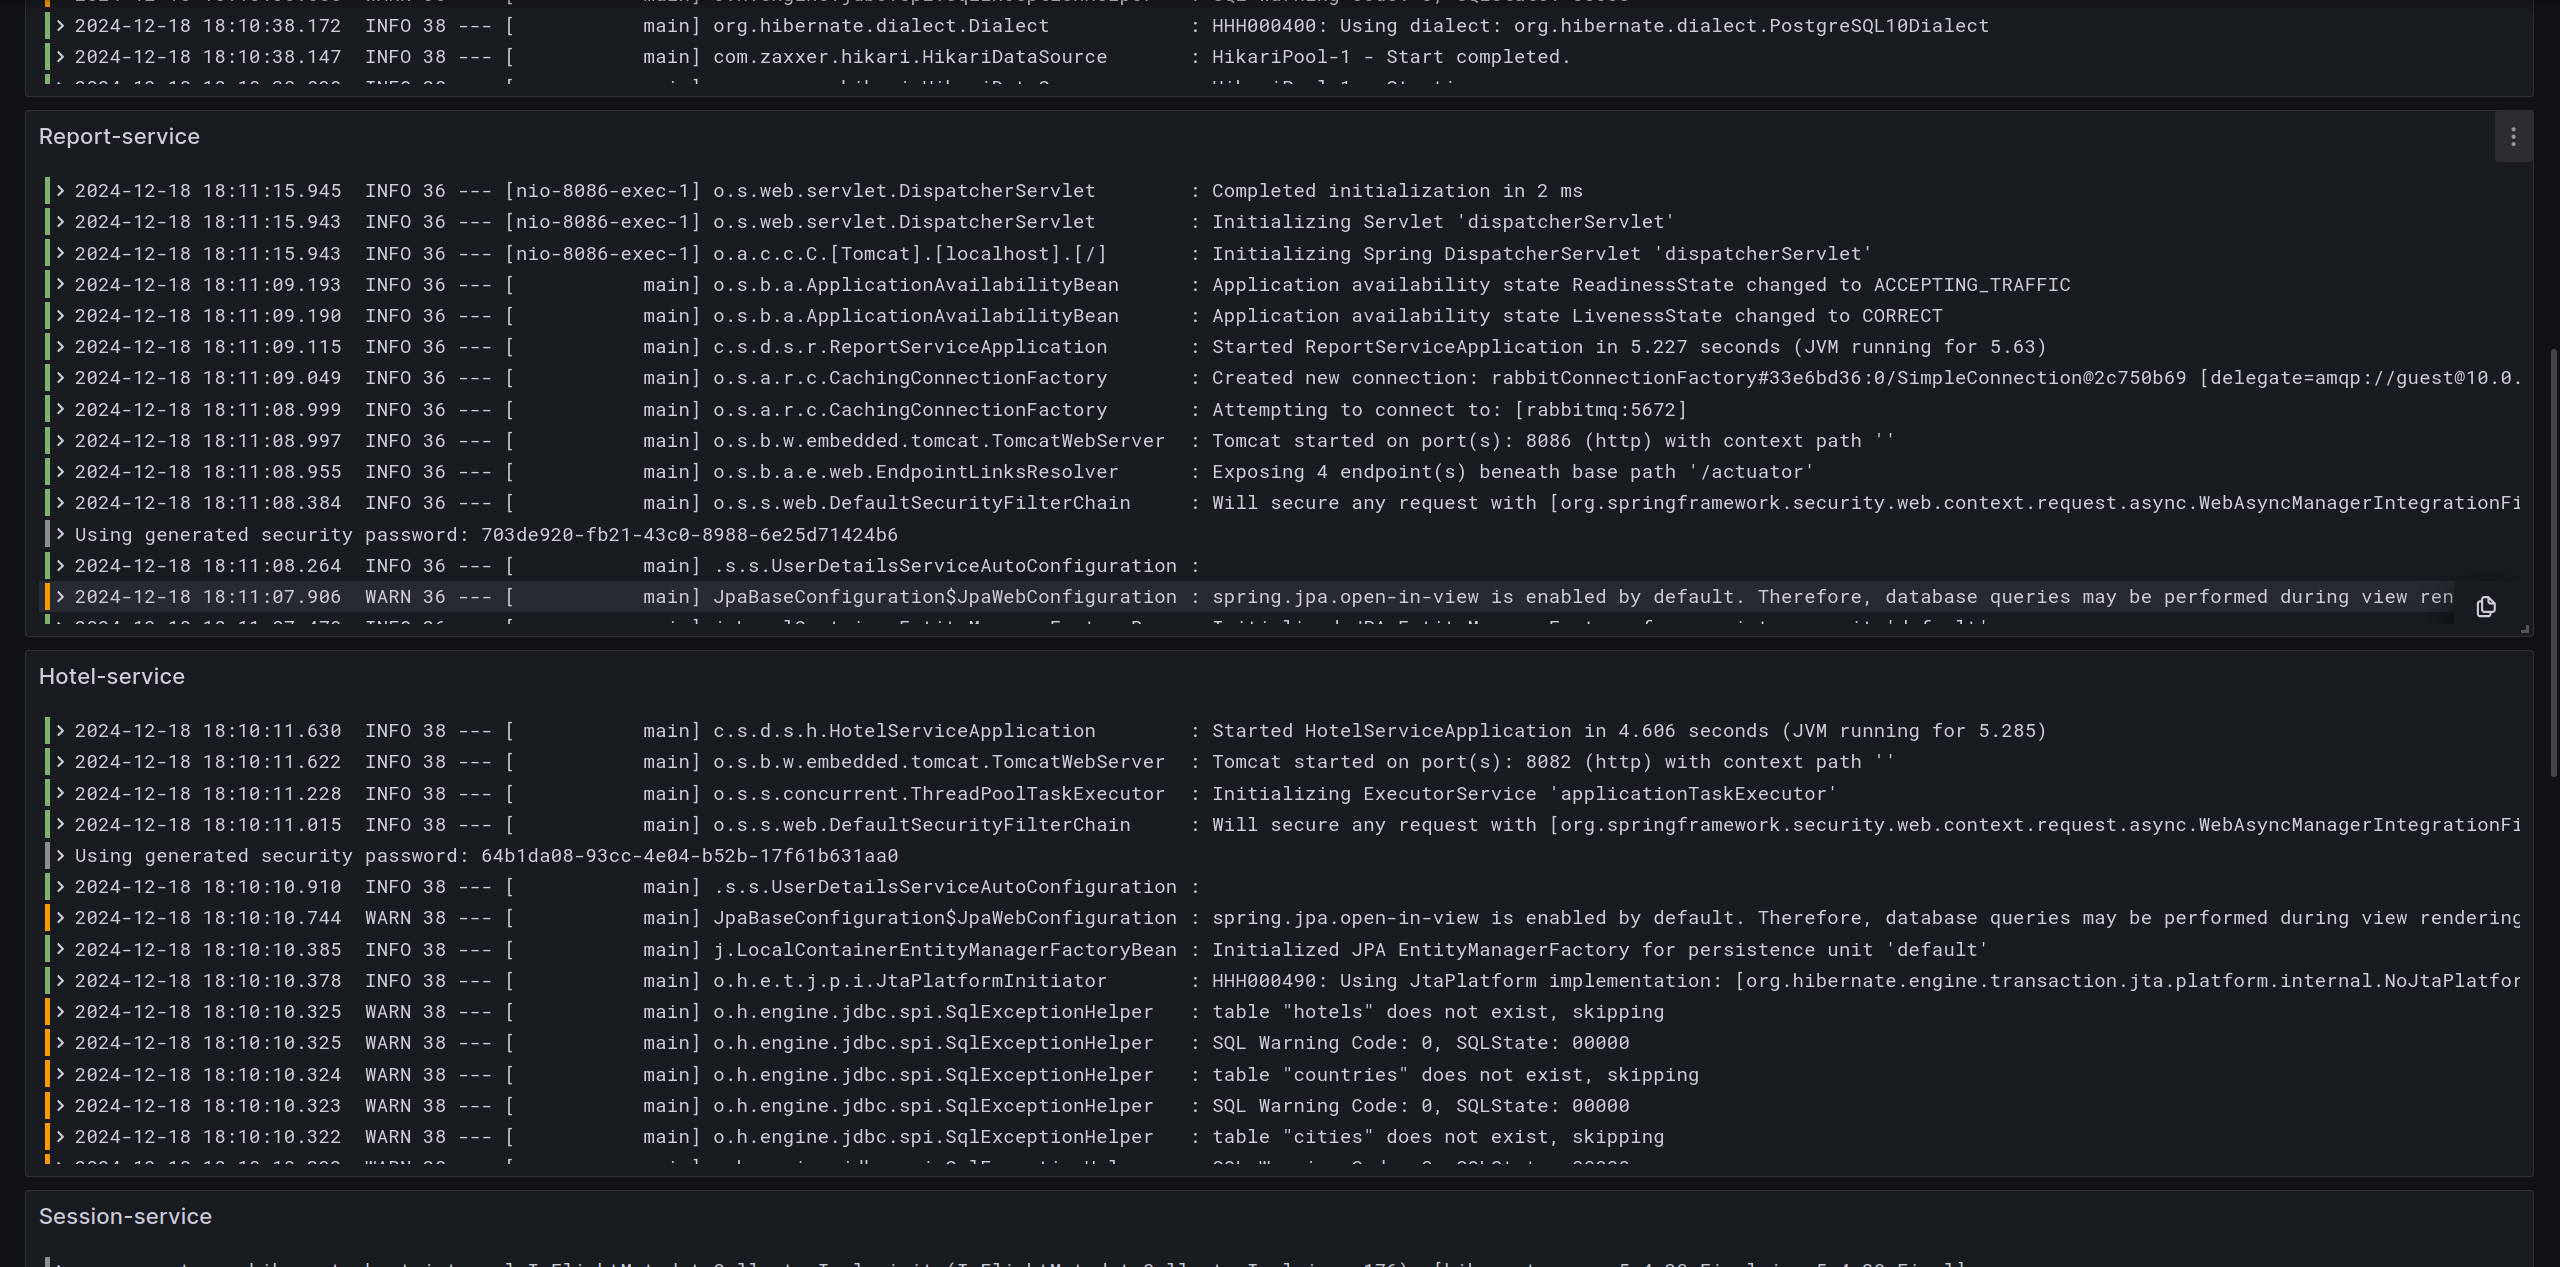 2024-12-18 18:10:38.172  INFO 38 --- [           main] org.hibernate.dialect.Dialect            : HHH000400: Using dialect: org.hibernate.dialect.PostgreSQL10Dialect
2024-12-18 18:10:38.147  INFO 38 --- [           main] com.zaxxer.hikari.HikariDataSource       : HikariPool-1 - Start completed.
Report-service
2024-12-18 18:11:15.945  INFO 36 --- [nio-8086-exec-1] o.s.web.servlet.DispatcherServlet        : Completed initialization in 2 ms
2024-12-18 18:11:15.943  INFO 36 --- [nio-8086-exec-1] o.s.web.servlet.DispatcherServlet        : Initializing Servlet 'dispatcherServlet'
2024-12-18 18:11:15.943  INFO 36 --- [nio-8086-exec-1] o.a.c.c.C.[Tomcat].[localhost].[/]       : Initializing Spring DispatcherServlet 'dispatcherServlet'
2024-12-18 18:11:09.193  INFO 36 --- [           main] o.s.b.a.ApplicationAvailabilityBean      : Application availability state ReadinessState changed to ACCEPTING_TRAFFIC
2024-12-18 18:11:09.190  INFO 36 --- [           main] o.s.b.a.ApplicationAvailabilityBean      : Application availability state LivenessState changed to CORRECT
2024-12-18 18:11:09.115  INFO 36 --- [           main] c.s.d.s.r.ReportServiceApplication       : Started ReportServiceApplication in 5.227 seconds (JVM running for 5.63)
2024-12-18 18:11:09.049  INFO 36 --- [           main] o.s.a.r.c.CachingConnectionFactory       : Created new connection: rabbitConnectionFactory#33e6bd36:0/SimpleConnection@2c750b69 [delegate=amqp://guest@10.0.
2024-12-18 18:11:08.999  INFO 36 --- [           main] o.s.a.r.c.CachingConnectionFactory       : Attempting to connect to: [rabbitmq:5672]
2024-12-18 18:11:08.997  INFO 36 --- [           main] o.s.b.w.embedded.tomcat.TomcatWebServer  : Tomcat started on port(s): 8086 (http) with context path ''
2024-12-18 18:11:08.955  INFO 36 --- [           main] o.s.b.a.e.web.EndpointLinksResolver      : Exposing 4 endpoint(s) beneath base path '/actuator'
2024-12-18 18:11:08.384  INFO 36 --- [           main] o.s.s.web.DefaultSecurityFilterChain     : Will secure any request with [org.springframework.security.web.context.request.async.WebAsyncManagerIntegrationFi
Using generated security password: 703de920-fb21-43c0-8988-6e25d71424b6
2024-12-18 18:11:08.264  INFO 36 --- [           main] .s.s.UserDetailsServiceAutoConfiguration :
2024-12-18 18:11:07.906  WARN 36 --- [           main] JpaBaseConfiguration$JpaWebConfiguration : spring.jpa.open-in-view is enabled by default. Therefore, database queries may be performed during view ren
Hotel-service
2024-12-18 18:10:11.630  INFO 38 --- [           main] c.s.d.s.h.HotelServiceApplication        : Started HotelServiceApplication in 4.606 seconds (JVM running for 5.285)
2024-12-18 18:10:11.622  INFO 38 --- [           main] o.s.b.w.embedded.tomcat.TomcatWebServer  : Tomcat started on port(s): 8082 (http) with context path ''
2024-12-18 18:10:11.228  INFO 38 --- [           main] o.s.s.concurrent.ThreadPoolTaskExecutor  : Initializing ExecutorService 'applicationTaskExecutor'
2024-12-18 18:10:11.015  INFO 38 --- [           main] o.s.s.web.DefaultSecurityFilterChain     : Will secure any request with [org.springframework.security.web.context.request.async.WebAsyncManagerIntegrationFi
Using generated security password: 64b1da08-93cc-4e04-b52b-17f61b631aa0
2024-12-18 18:10:10.910  INFO 38 --- [           main] .s.s.UserDetailsServiceAutoConfiguration :
2024-12-18 18:10:10.744  WARN 38 --- [           main] JpaBaseConfiguration$JpaWebConfiguration : spring.jpa.open-in-view is enabled by default. Therefore, database queries may be performed during view rendering
2024-12-18 18:10:10.385  INFO 38 --- [           main] j.LocalContainerEntityManagerFactoryBean : Initialized JPA EntityManagerFactory for persistence unit 'default'
2024-12-18 18:10:10.378  INFO 38 --- [           main] o.h.e.t.j.p.i.JtaPlatformInitiator       : HHH000490: Using JtaPlatform implementation: [org.hibernate.engine.transaction.jta.platform.internal.NoJtaPlatfor
2024-12-18 18:10:10.325  WARN 38 --- [           main] o.h.engine.jdbc.spi.SqlExceptionHelper   : table "hotels" does not exist, skipping
2024-12-18 18:10:10.325  WARN 38 --- [           main] o.h.engine.jdbc.spi.SqlExceptionHelper   : SQL Warning Code: 0, SQLState: 00000
2024-12-18 18:10:10.324  WARN 38 --- [           main] o.h.engine.jdbc.spi.SqlExceptionHelper   : table "countries" does not exist, skipping
2024-12-18 18:10:10.323  WARN 38 --- [           main] o.h.engine.jdbc.spi.SqlExceptionHelper   : SQL Warning Code: 0, SQLState: 00000
2024-12-18 18:10:10.322  WARN 38 --- [           main] o.h.engine.jdbc.spi.SqlExceptionHelper   : table "cities" does not exist, skipping
Session-service